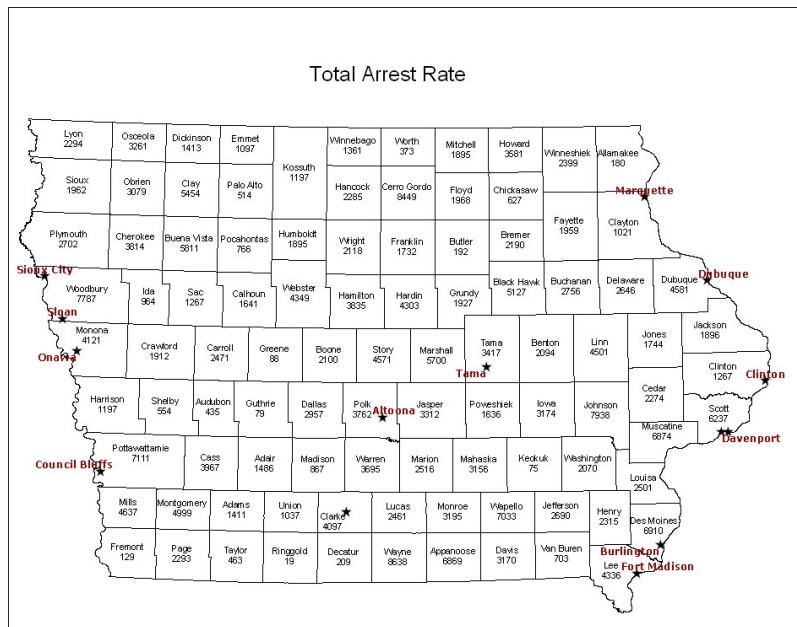 Total Arrest Rate
Lyon
2294
Osceola
3261
Dickinson
1413
Emmet
1097
Kossuth
1197
Winnebago
1361
Worth
373
Mitchell
1895
Howard
3581
Winneshiek
2399
Allamakee
180
Sioux
1962
Obrien
3079
Clay
5454
Palo Alto
514
Hancock
2285
Cerro Gordo
8449
Floyd
1968
Chickasaw
627
Marquette
Plymouth
2702
Cherokee
3814
Buena Vista
5811
Pocahontas
766
Humboldt
1895
Wright
2118
Franklin
1732
Butler
192
Bremer
2190
Fayette
1959
Clayton
1021
Sioux City
Woodbury
7787
Ida
964
Sac
1267
Calhoun
1641
Webster
4349
Hamilton
3835
Hardin
4303
Grundy
1927
Black Hawk
5127
Buchanan
2756
Delaware
2646
Dubuque
4581
Dubuque
Sloan
Monona
4121
Onawa
Crawford
1912
Carroll
2471
Greene
88
Boone
2100
Story
4571
Marshall
5700
Tama
3417
Tama
Benton
2094
Linn
4501
Jones
1744
Jackson
1896
Clinton
1267
Clinton
Harrison
1197
Shelby
554
Audubon
435
Guthrie
79
Dallas
2957
Polk
3762
Altoona
Jasper
3312
Poweshiek
1636
Iowa
3174
Johnson
7938
Cedar
2274
Scott
6237
Muscatine
6874
Davenport
Pottawattamie
7111
Council Bluffs
Cass
3967
Adair
1486
Madison
867
Warren
3695
Marion
2516
Mahaska
3156
Keokuk
75
Washington
2070
Louisa
2501
Mills
4637
Montgomery
4999
Adams
1411
Union
1037
Clarke
4097
Lucas
2461
Monroe
3195
Wapello
7033
Jefferson
2690
Henry
2315
Des Moines
6910
Burlington
Fremont
129
Page
2293
Taylor
463
Ringgold
19
Decatur
209
Wayne
8638
Appanoose
6869
Davis
3170
Van Buren
703
Lee
4336
Fort Madison